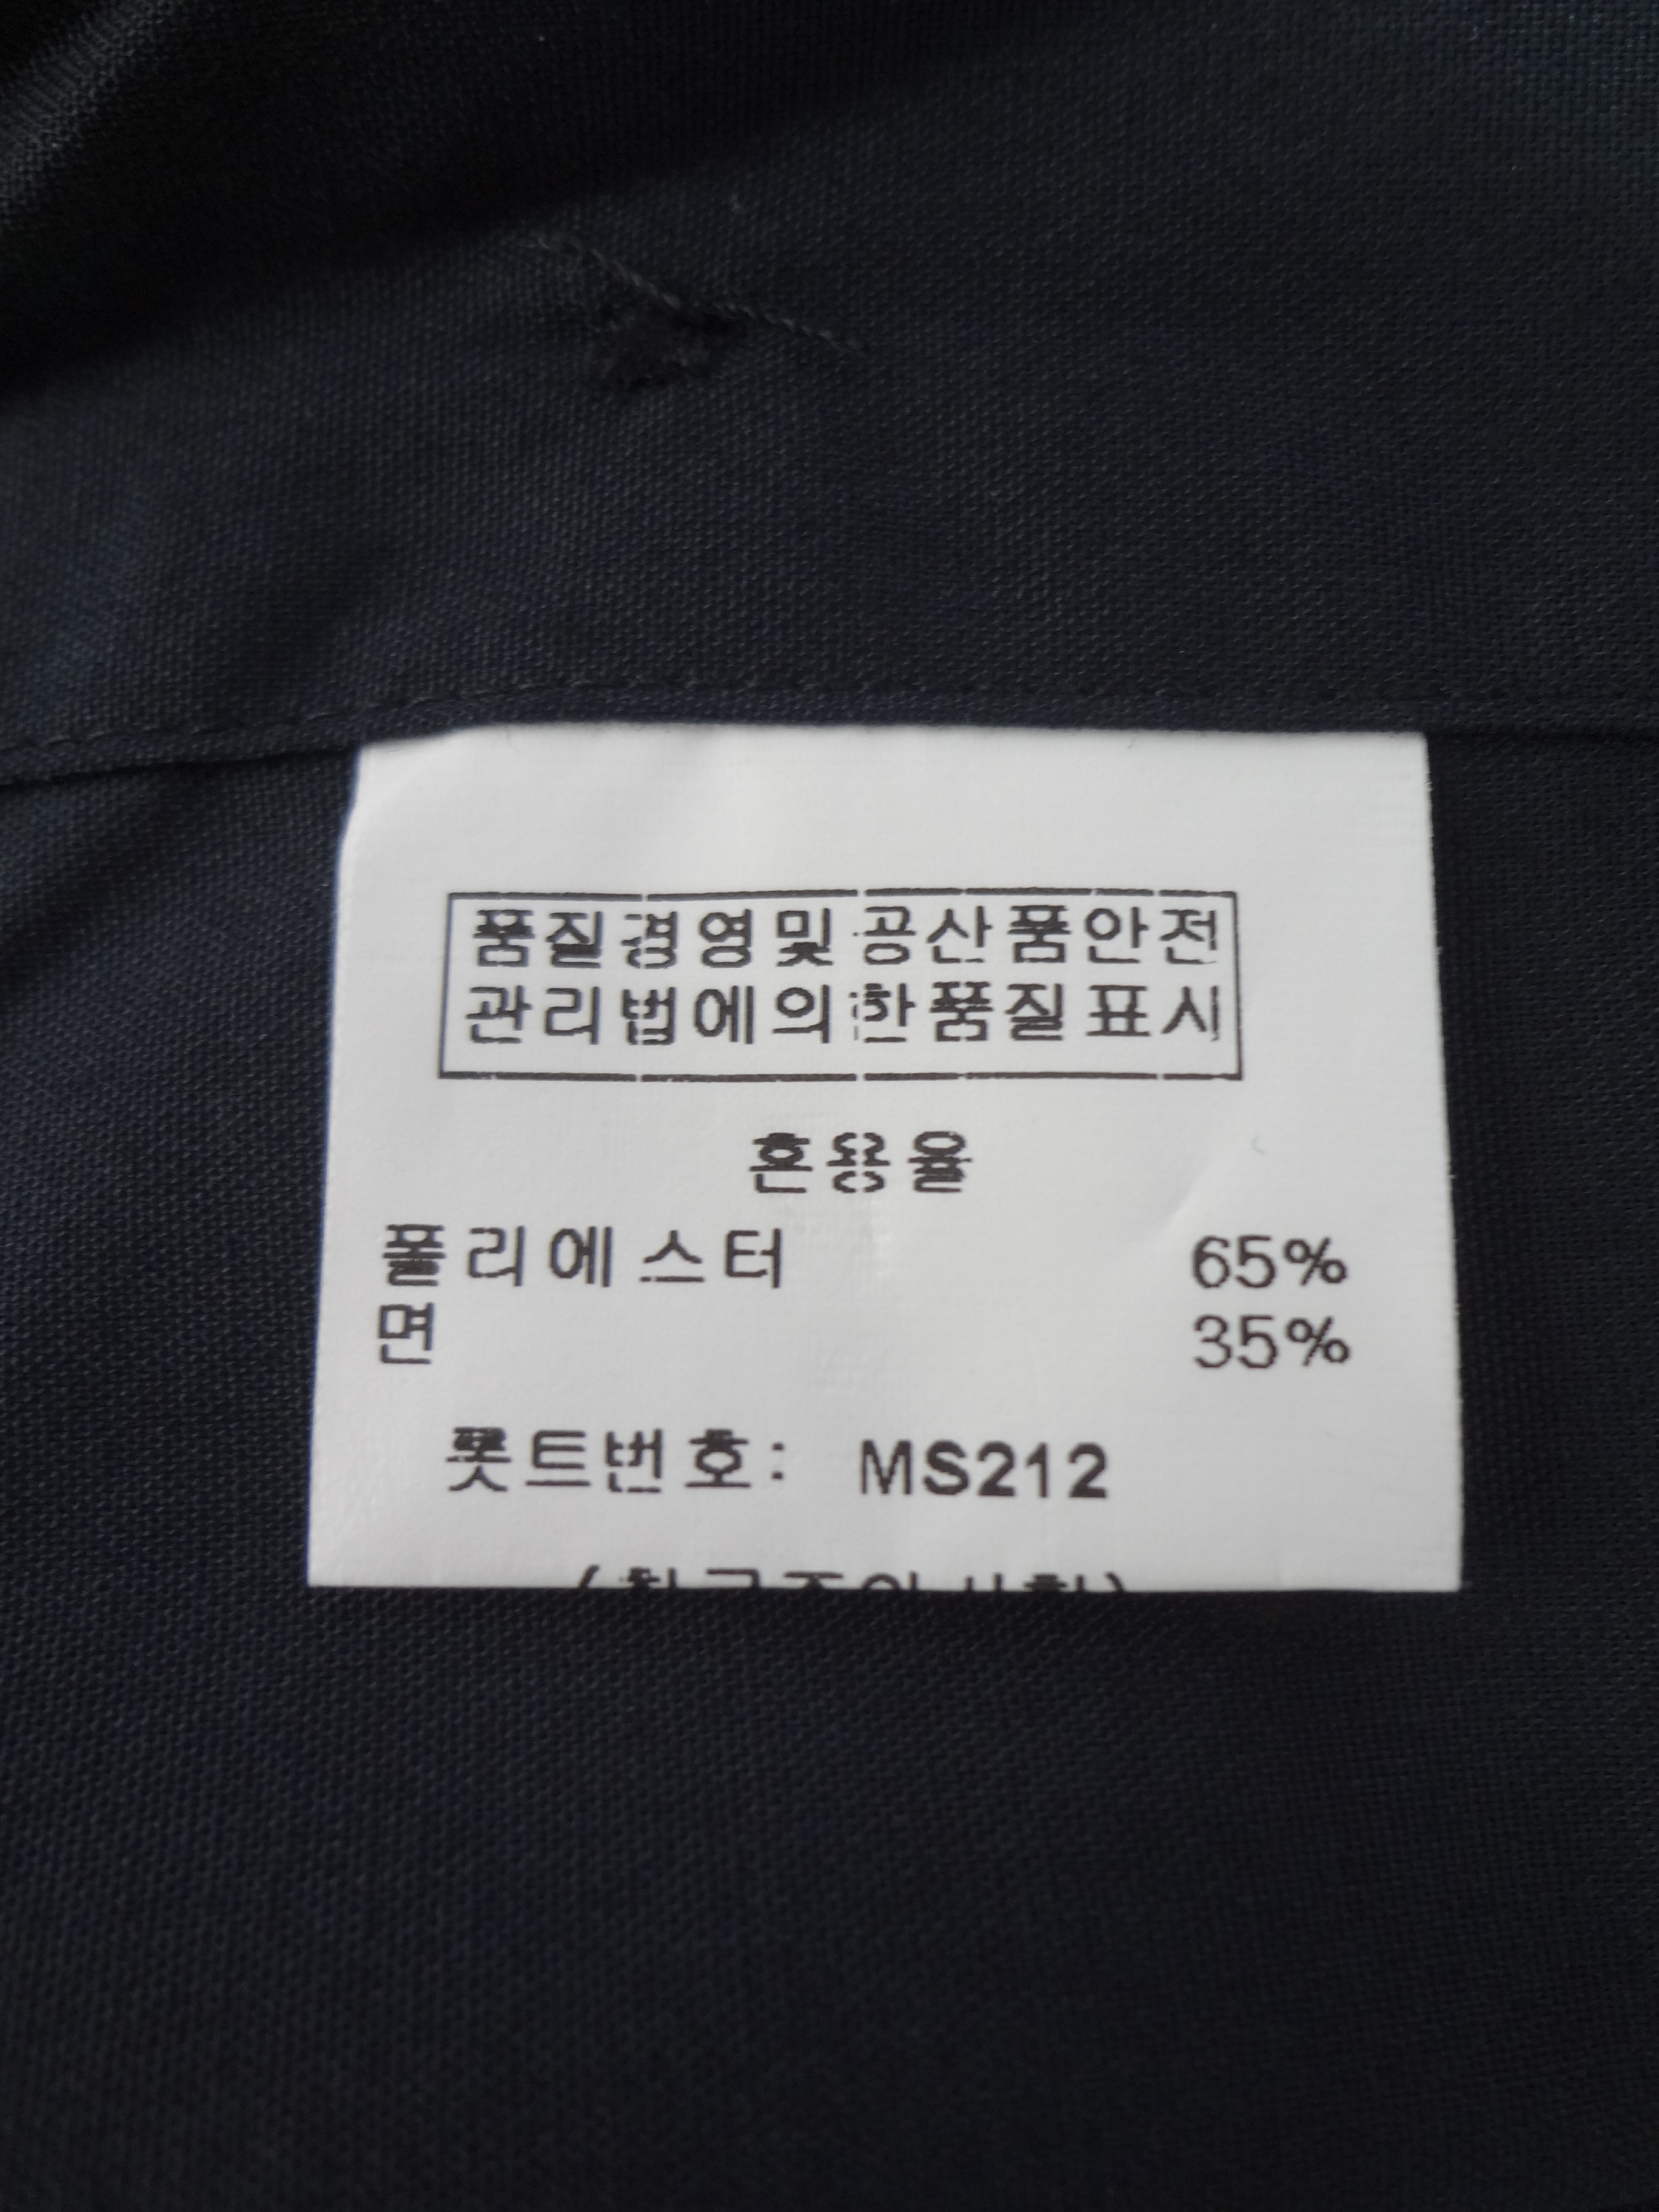 품질경영및공산품안전
관리법에의한품질표시
혼용율
폴리에스터 65%
면 35%
롯트번호: MS212